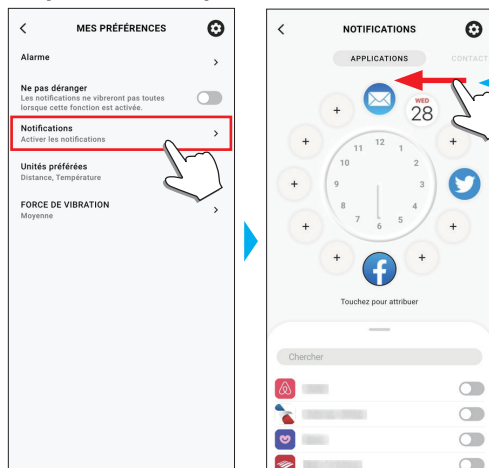 MES PRÉFÉRENCES
Alarme
Ne pas déranger
Les notifications ne vibreront pas toutes
lorsque cette fonction est activée.
Notifications
Activer les notifications
Unités préférées
Distance, Température
FORCE DE VIBRATION
Moyenne
NOTIFICATIONS
APPLICATIONS
CONTACT
WED
28
12
1
2
3
4
5
6
7
8
9
10
11
Touchez pour attribuer
Chercher